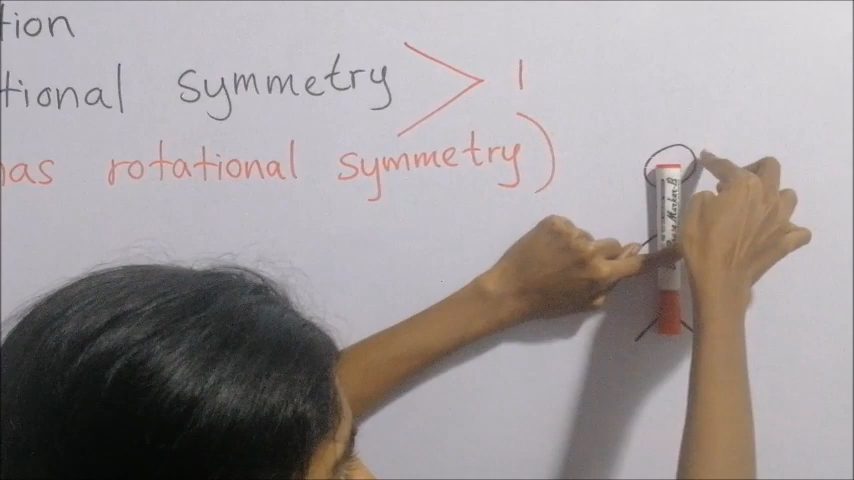 tion
tional symmetry > 1
has rotational symmetry)